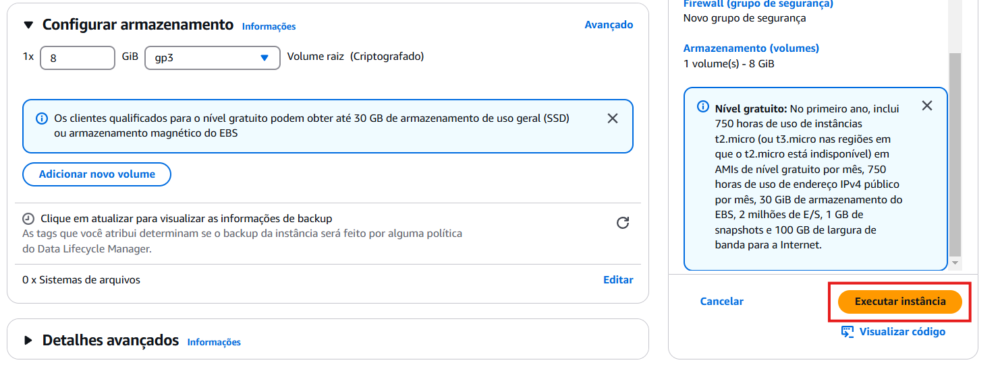 Configurar armazenamento Informações
Avançado
1x 8 GiB gp3 Volume raiz (Criptografado)
Os clientes qualificados para o nível gratuito podem obter até 30 GB de armazenamento de uso geral (SSD)
ou armazenamento magnético do EBS
Adicionar novo volume
Clique em atualizar para visualizar as informações de backup
As tags que você atribui determinam se o backup da instância será feito por alguma política
do Data Lifecycle Manager.
0 x Sistemas de arquivos
Editar
Detalhes avançados Informações
Firewall (grupo de segurança)
Novo grupo de segurança
Armazenamento (volumes)
1 volume(s) - 8 GiB
Nível gratuito: No primeiro ano, inclui
750 horas de uso de instâncias
t2.micro (ou t3.micro nas regiões em
que o t2.micro está indisponível) em
AMIs de nível gratuito por mês, 750
horas de uso de endereço IPv4 público
por mês, 30 GiB de armazenamento do
EBS, 2 milhões de E/S, 1 GB de
snapshots e 100 GB de largura de
banda para a Internet.
Cancelar
Executar instância
Visualizar código